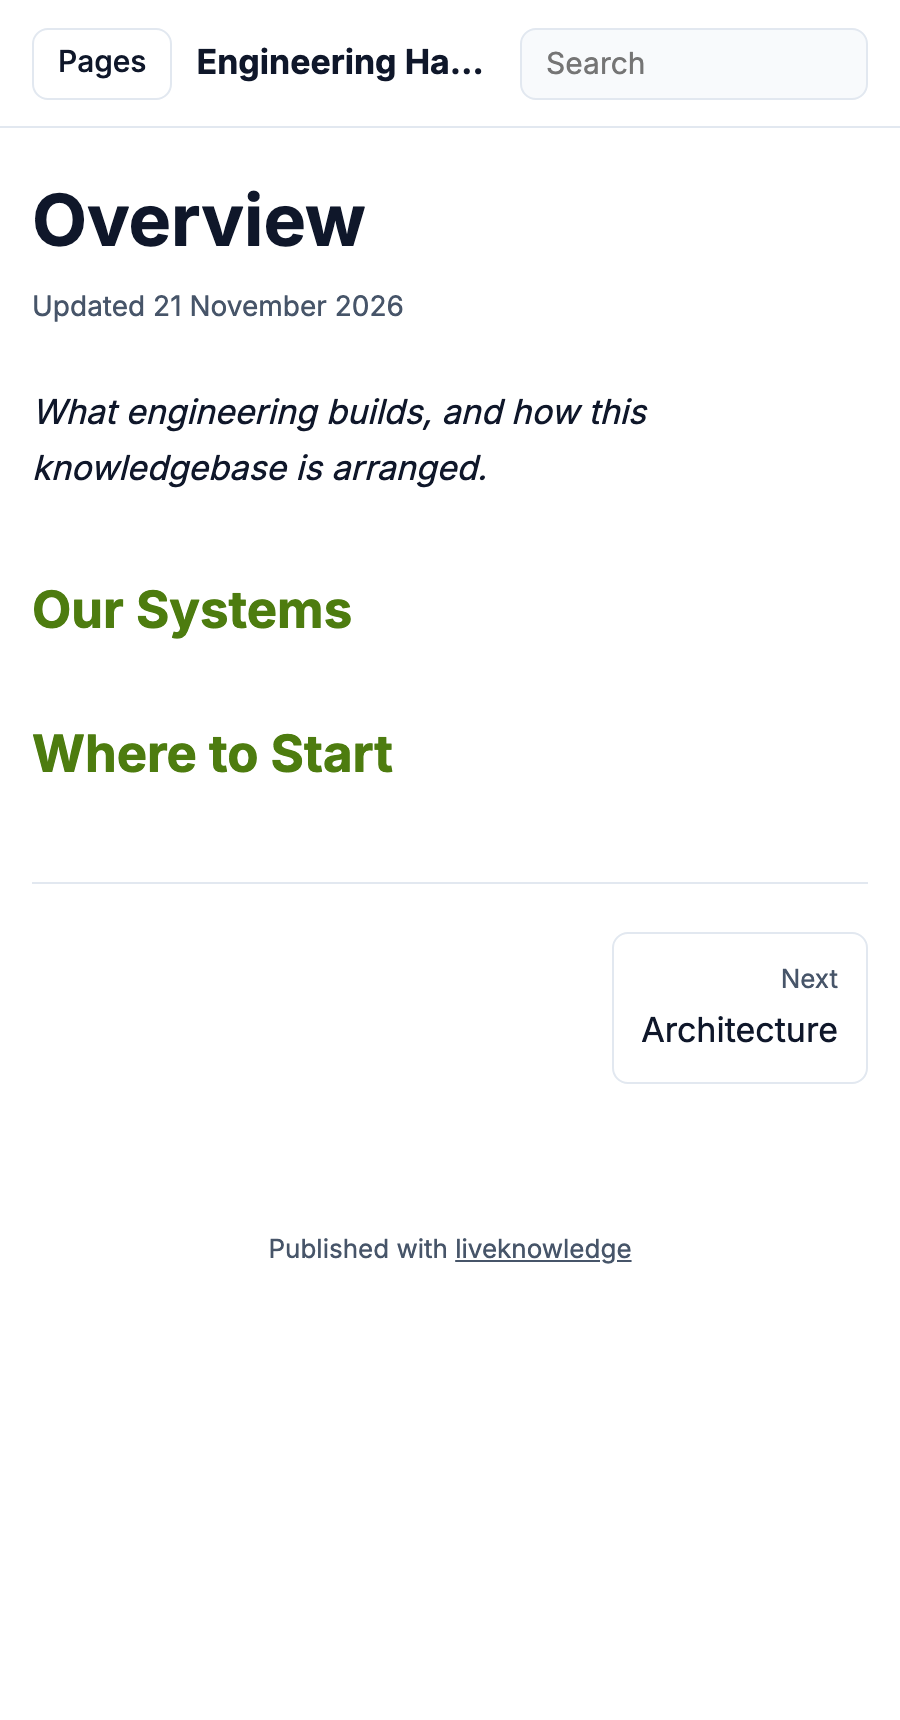 Pages
Engineering Ha...
Search
Overview
Updated 21 November 2026
What engineering builds, and how this
knowledgebase is arranged.
Our Systems
Where to Start
Next
Architecture
Published with liveknowledge